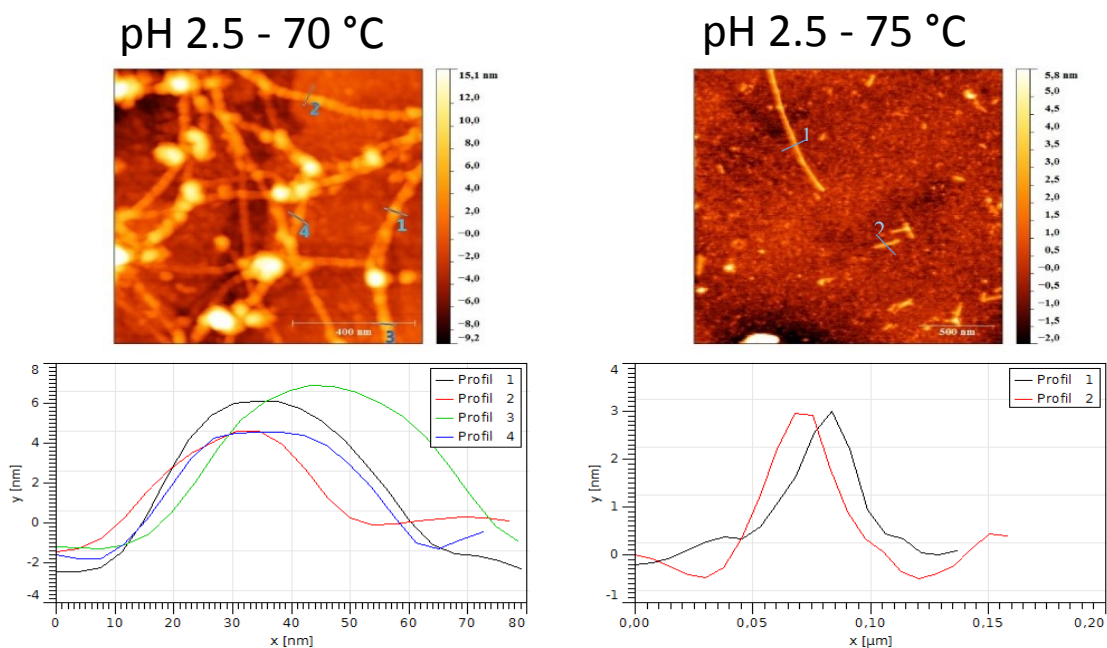 pH 2.5 - 70 °C
15,1 nm
12,0
10,0
8,0
6,0
4,0
2,0
−0,0
−2,0
−4,0
−6,0
−8,0
−9,2
2
1
4
3
400 nm
8
6
4
2
0
-2
-4
y [nm]
Profil 1
Profil 2
Profil 3
Profil 4
0 10 20 30 40 50 60 70 80
x [nm]
pH 2.5 - 75 °C
5,8 nm
5,0
4,5
4,0
3,5
3,0
2,5
2,0
1,5
1,0
0,5
−0,0
−0,5
−1,0
−1,5
−2,0
1
2
500 nm
4
3
2
1
0
-1
y [nm]
Profil 1
Profil 2
0,00 0,05 0,10 0,15 0,20
x [µm]